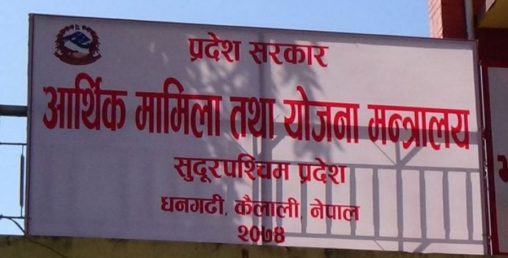 प्रदेश सरकार
आर्थिक मामिला तथा योजना मन्त्रालय
सुदूरपश्चिम प्रदेश
धनगढी, कैलाली, नेपाल
२०७४